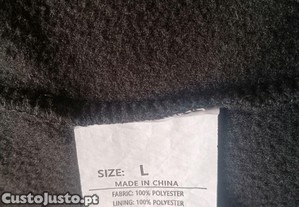 SIZE: L
MADE IN CHINA
FABRIC: 100% POLYESTER
LINING: 100% POLYESTER
CustoJusto.pt